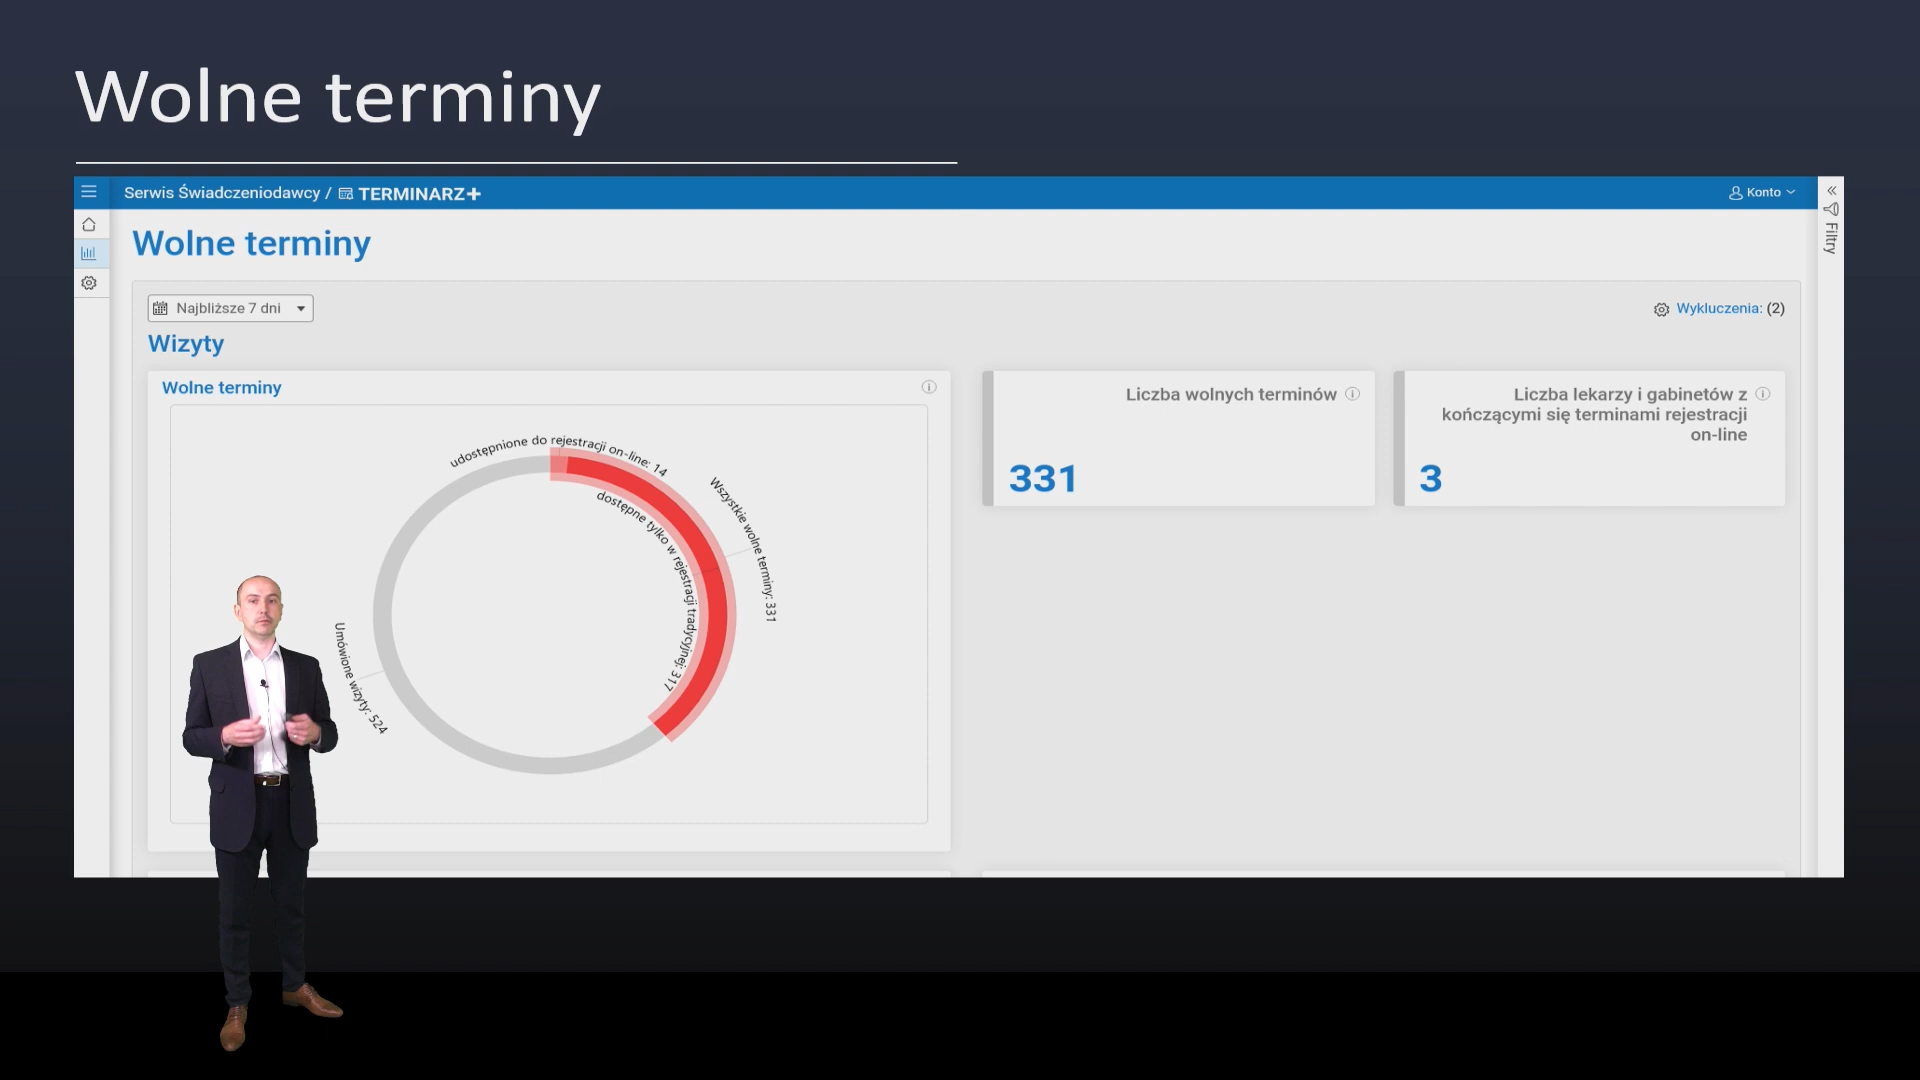 Wolne terminy
Serwis Świadczeniodawcy / TERMINARZ+
Konto
Filtry
Wolne terminy
Najbliższe 7 dni
Wykluczenia: (2)
Wizyty
Wolne terminy
udostępnione do rejestracji on-line: 14
Wszystkie wolne terminy: 331
dostępne tylko w rejestracji tradycyjnej: 317
Umówione wizyty: 524
Liczba wolnych terminów
331
Liczba lekarzy i gabinetów z
kończącymi się terminami rejestracji
on-line
3